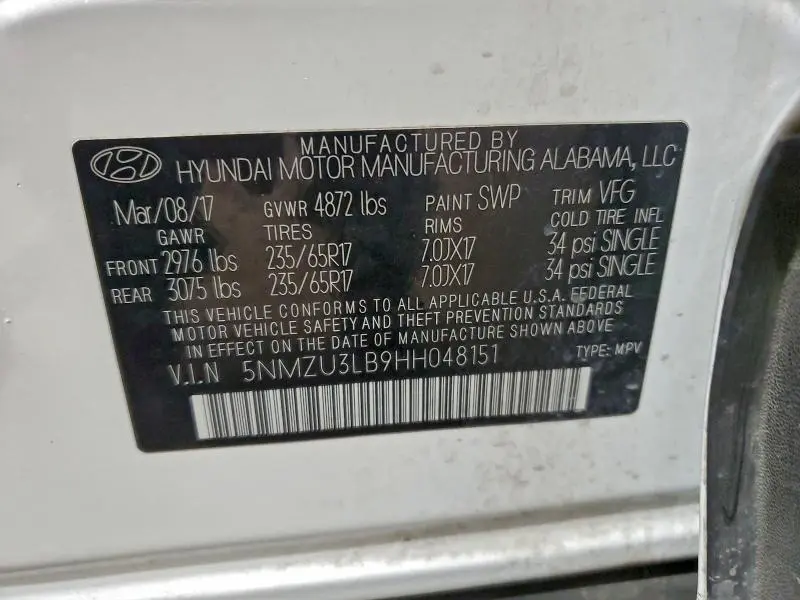 MANUFACTURED BY
HYUNDAI MOTOR MANUFACTURING ALABAMA, LLC
Mar/08/17 GVWR 4872 lbs PAINT SWP TRIM VFG
GAWR TIRES RIMS COLD TIRE INFL
FRONT 2976 lbs 235/65R17 7.0JX17 34 psi SINGLE
REAR 3075 lbs 235/65R17 7.0JX17 34 psi SINGLE
THIS VEHICLE CONFORMS TO ALL APPLICABLE U.S.A. FEDERAL
MOTOR VEHICLE SAFETY AND THEFT PREVENTION STANDARDS
IN EFFECT ON THE DATE OF MANUFACTURE SHOWN ABOVE
V.I.N 5NMZU3LB9HH048151 TYPE: MPV